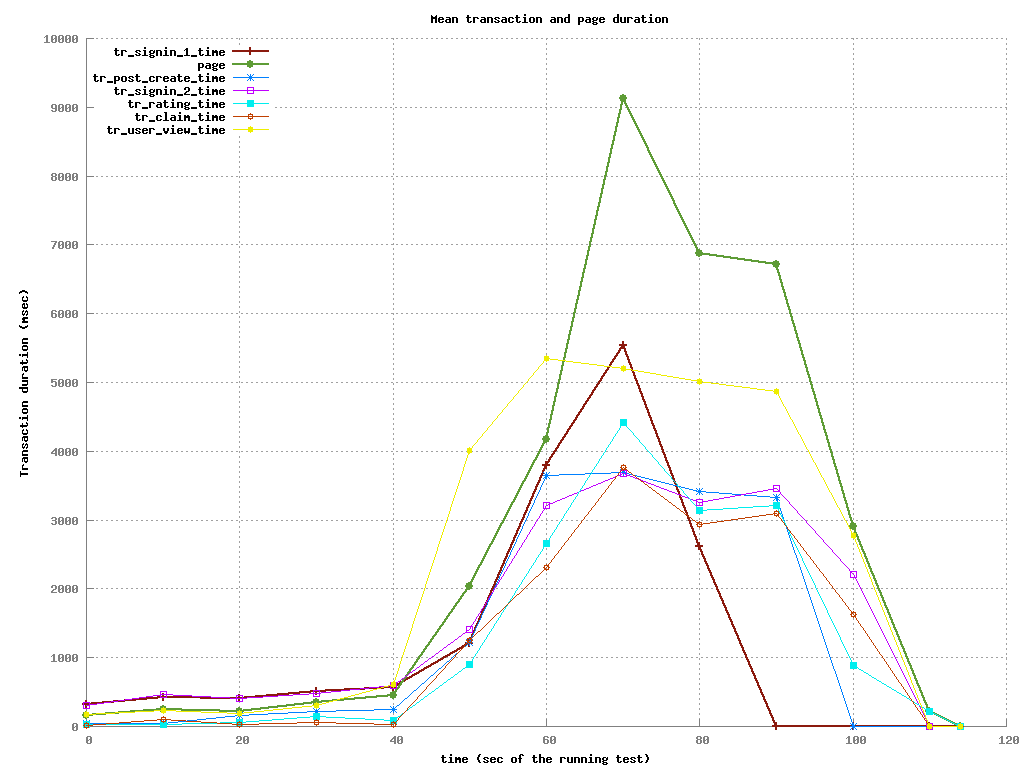 Mean transaction and page duration
tr_signin_1_time
page
tr_post_create_time
tr_signin_2_time
tr_rating_time
tr_claim_time
tr_user_view_time
10000
9000
8000
7000
6000
5000
4000
3000
2000
1000
0
Transaction duration (msec)
0 20 40 60 80 100 120
time (sec of the running test)